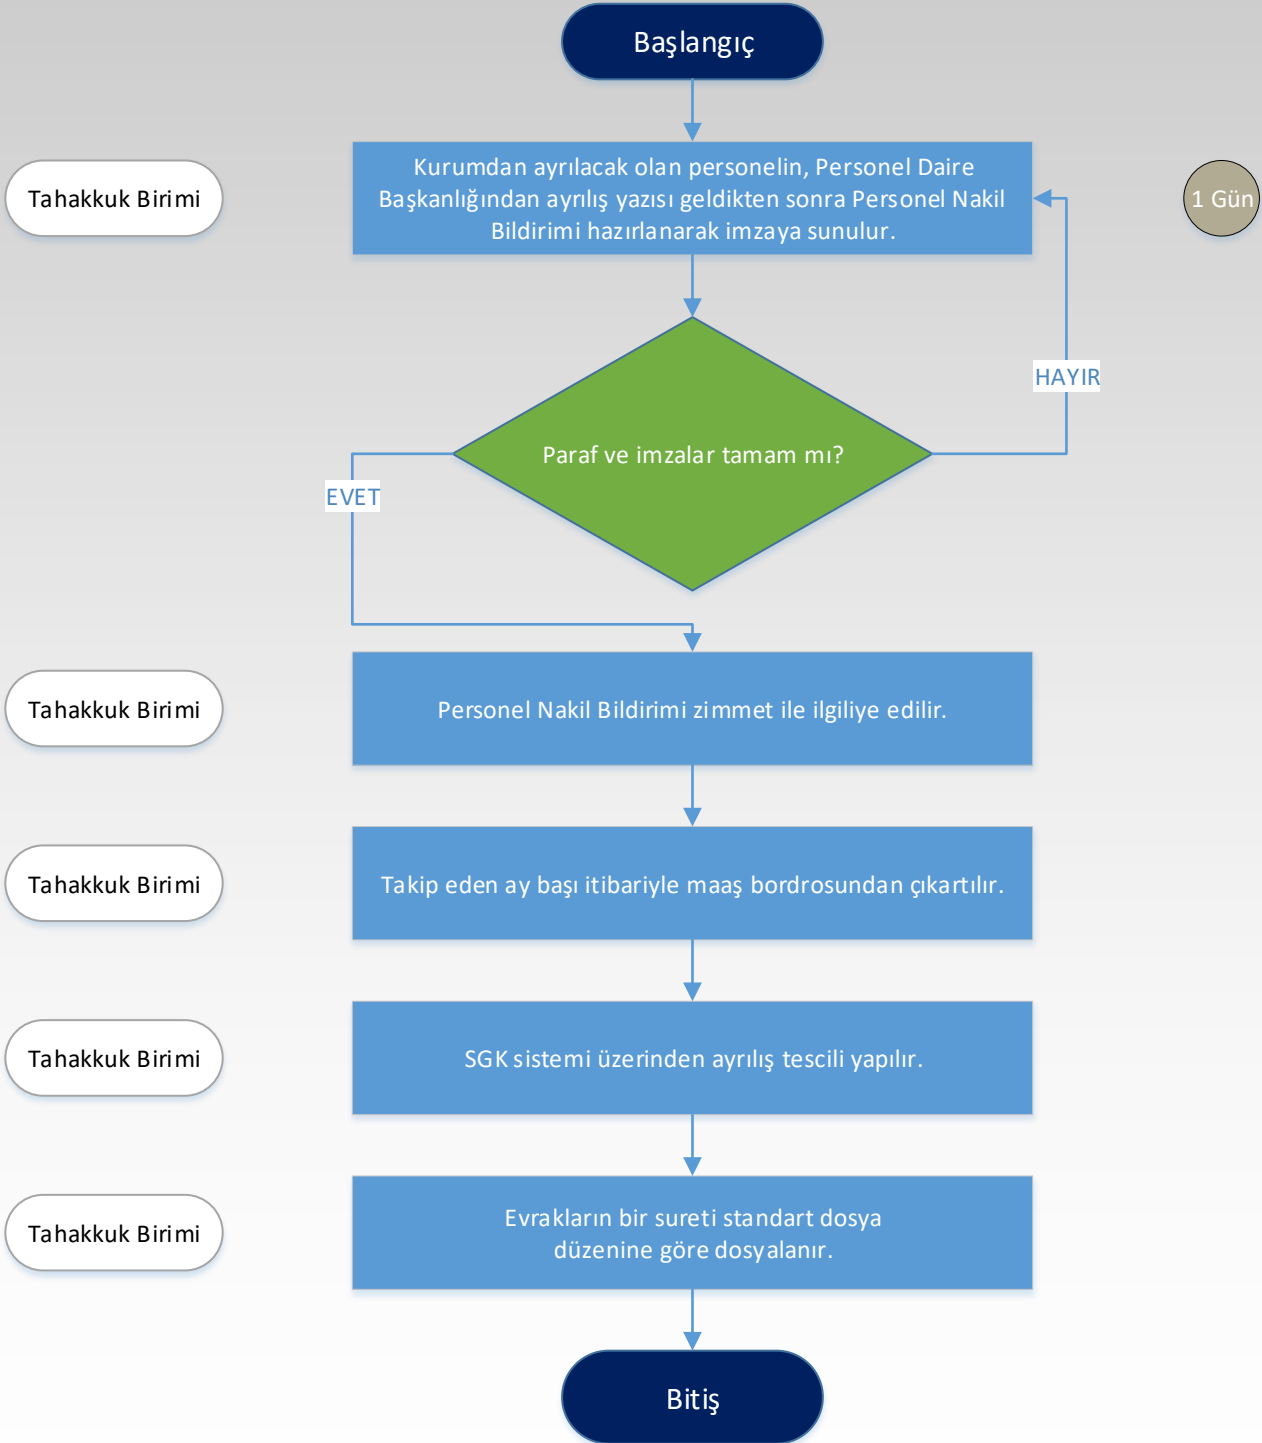 Başlangıç
Tahakkuk Birimi
Kurumdan ayrılacak olan personelin, Personel Daire
Başkanlığından ayrılış yazısı geldikten sonra Personel Nakil
Bildirimi hazırlanarak imzaya sunulur.
1 Gün
HAYIR
Paraf ve imzalar tamam mı?
EVET
Tahakkuk Birimi
Personel Nakil Bildirimi zimmet ile ilgiliye edilir.
Tahakkuk Birimi
Takip eden ay başı itibariyle maaş bordrosundan çıkartılır.
Tahakkuk Birimi
SGK sistemi üzerinden ayrılış tescili yapılır.
Tahakkuk Birimi
Evrakların bir sureti standart dosya
düzenine göre dosyalanır.
Bitiş